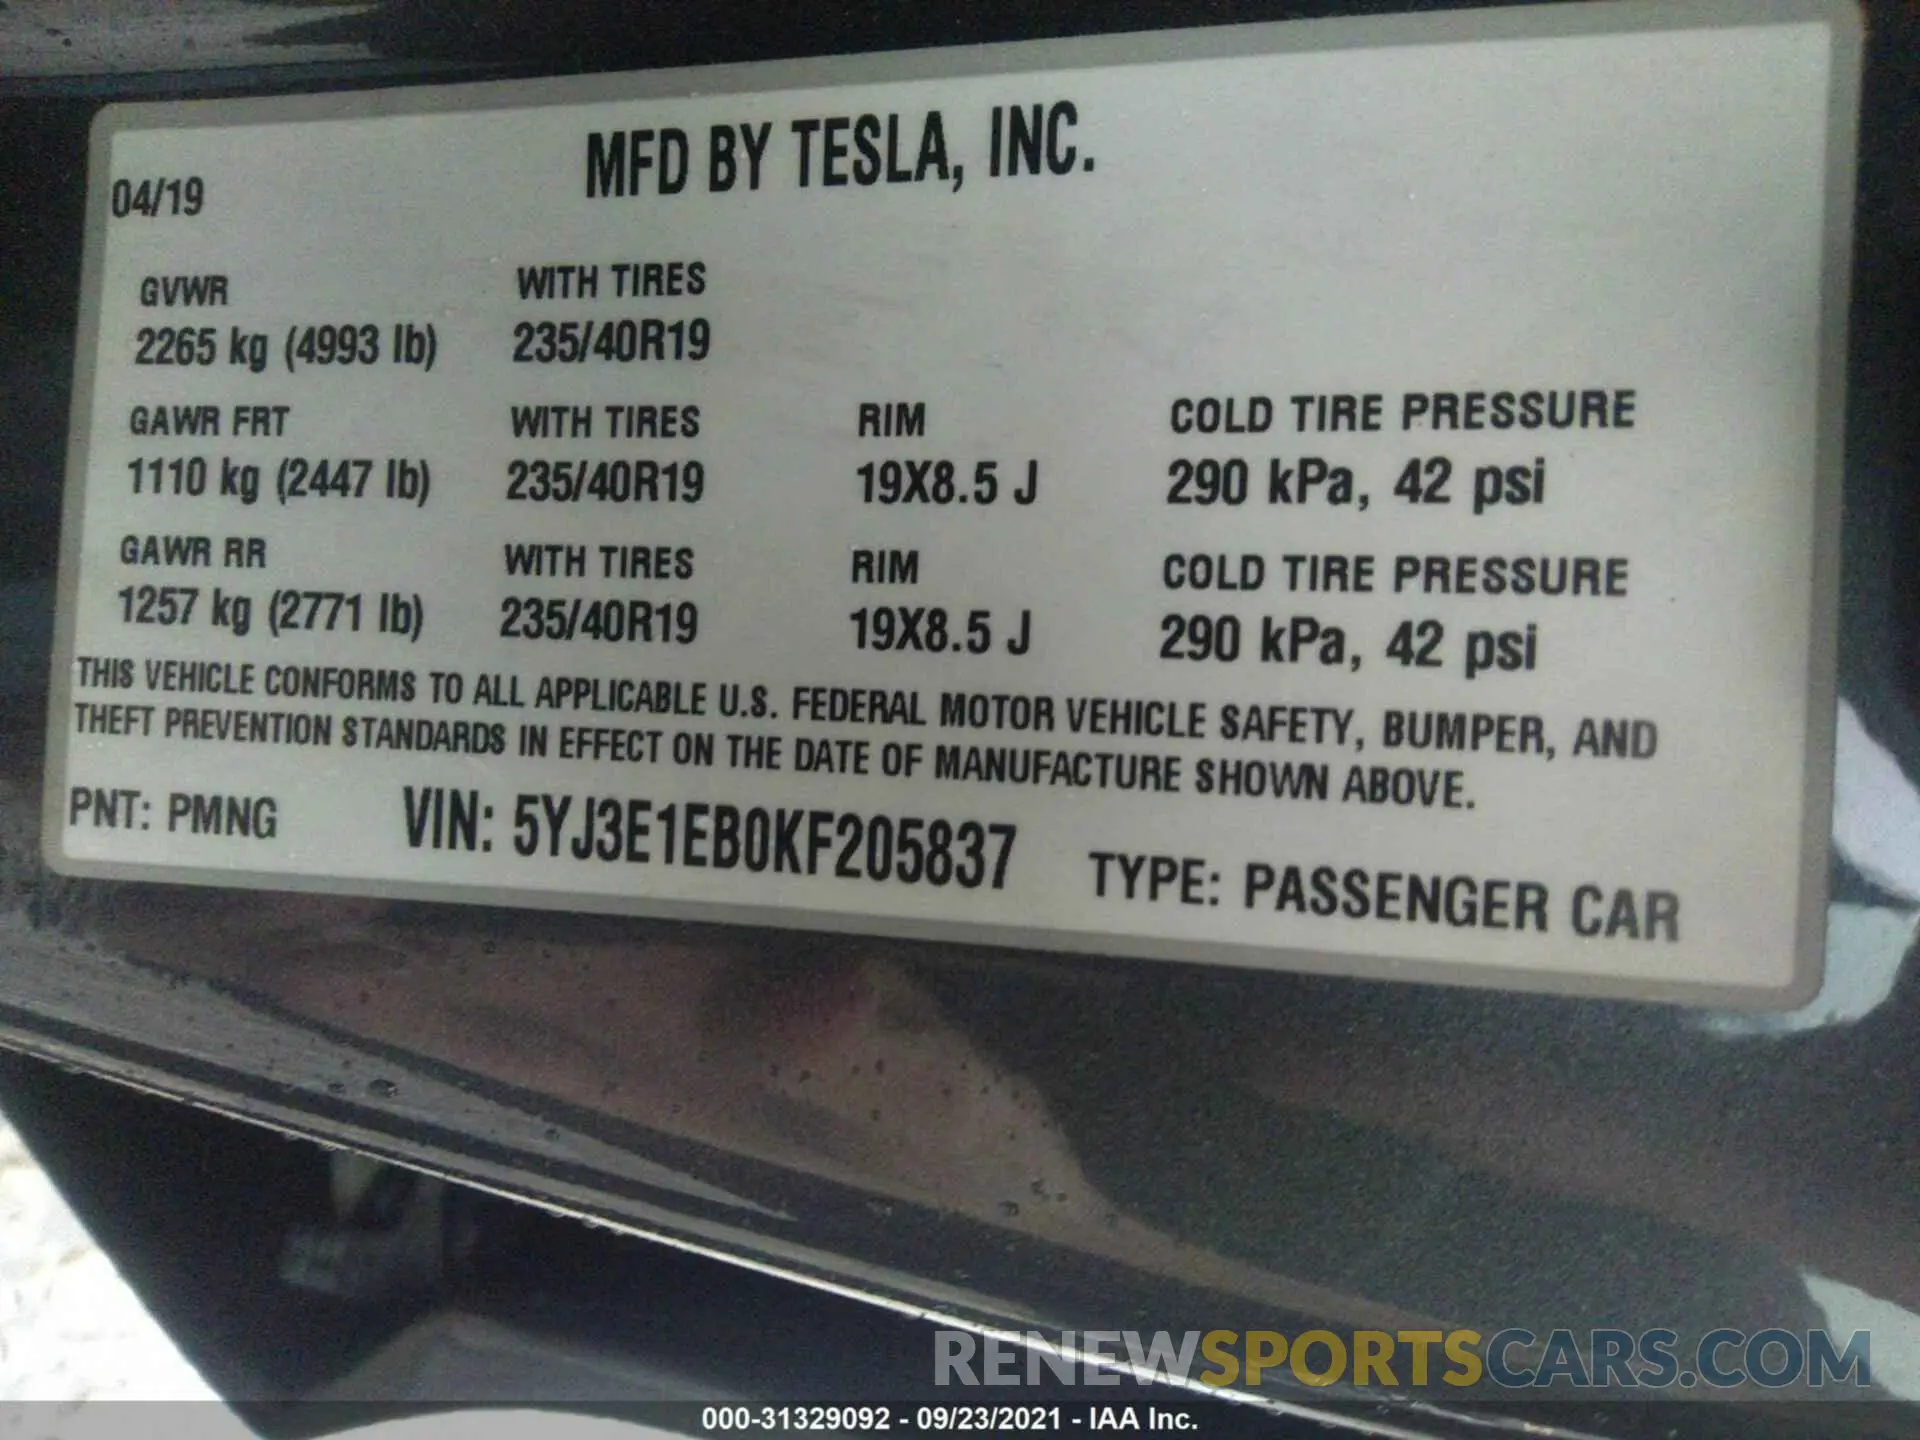 MFD BY TESLA, INC.
04/19
GVWR WITH TIRES
2265 kg (4993 lb) 235/40R19
GAWR FRT WITH TIRES RIM COLD TIRE PRESSURE
1110 kg (2447 lb) 235/40R19 19X8.5 J 290 kPa, 42 psi
GAWR RR WITH TIRES RIM COLD TIRE PRESSURE
1257 kg (2771 lb) 235/40R19 19X8.5 J 290 kPa, 42 psi
THIS VEHICLE CONFORMS TO ALL APPLICABLE U.S. FEDERAL MOTOR VEHICLE SAFETY, BUMPER, AND
THEFT PREVENTION STANDARDS IN EFFECT ON THE DATE OF MANUFACTURE SHOWN ABOVE.
PNT: PMNG VIN: 5YJ3E1EB0KF205837 TYPE: PASSENGER CAR
RENEWSPORTSCARS.COM
000-31329092 - 09/23/2021 - IAA Inc.